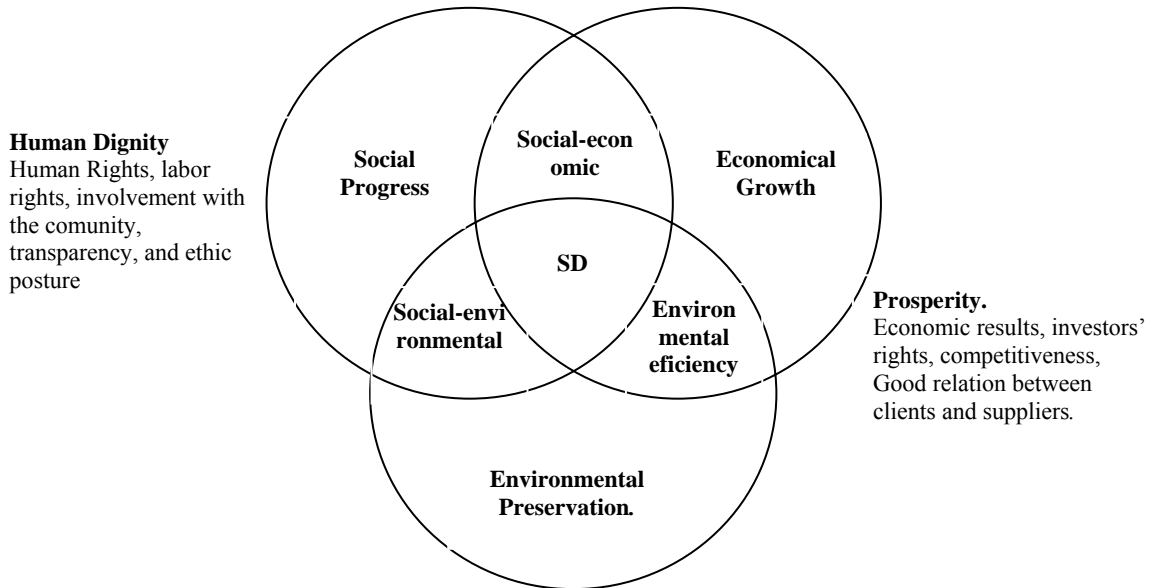 Human Dignity
Human Rights, labor
rights, involvement with
the comunity,
transparency, and ethic
posture
Social
Progress
Social-econ
omic
Economical
Growth
SD
Social-envi
ronmental
Environ
mental
eficiency
Prosperity.
Economic results, investors’
rights, competitiveness,
Good relation between
clients and suppliers.
Environmental
Preservation.